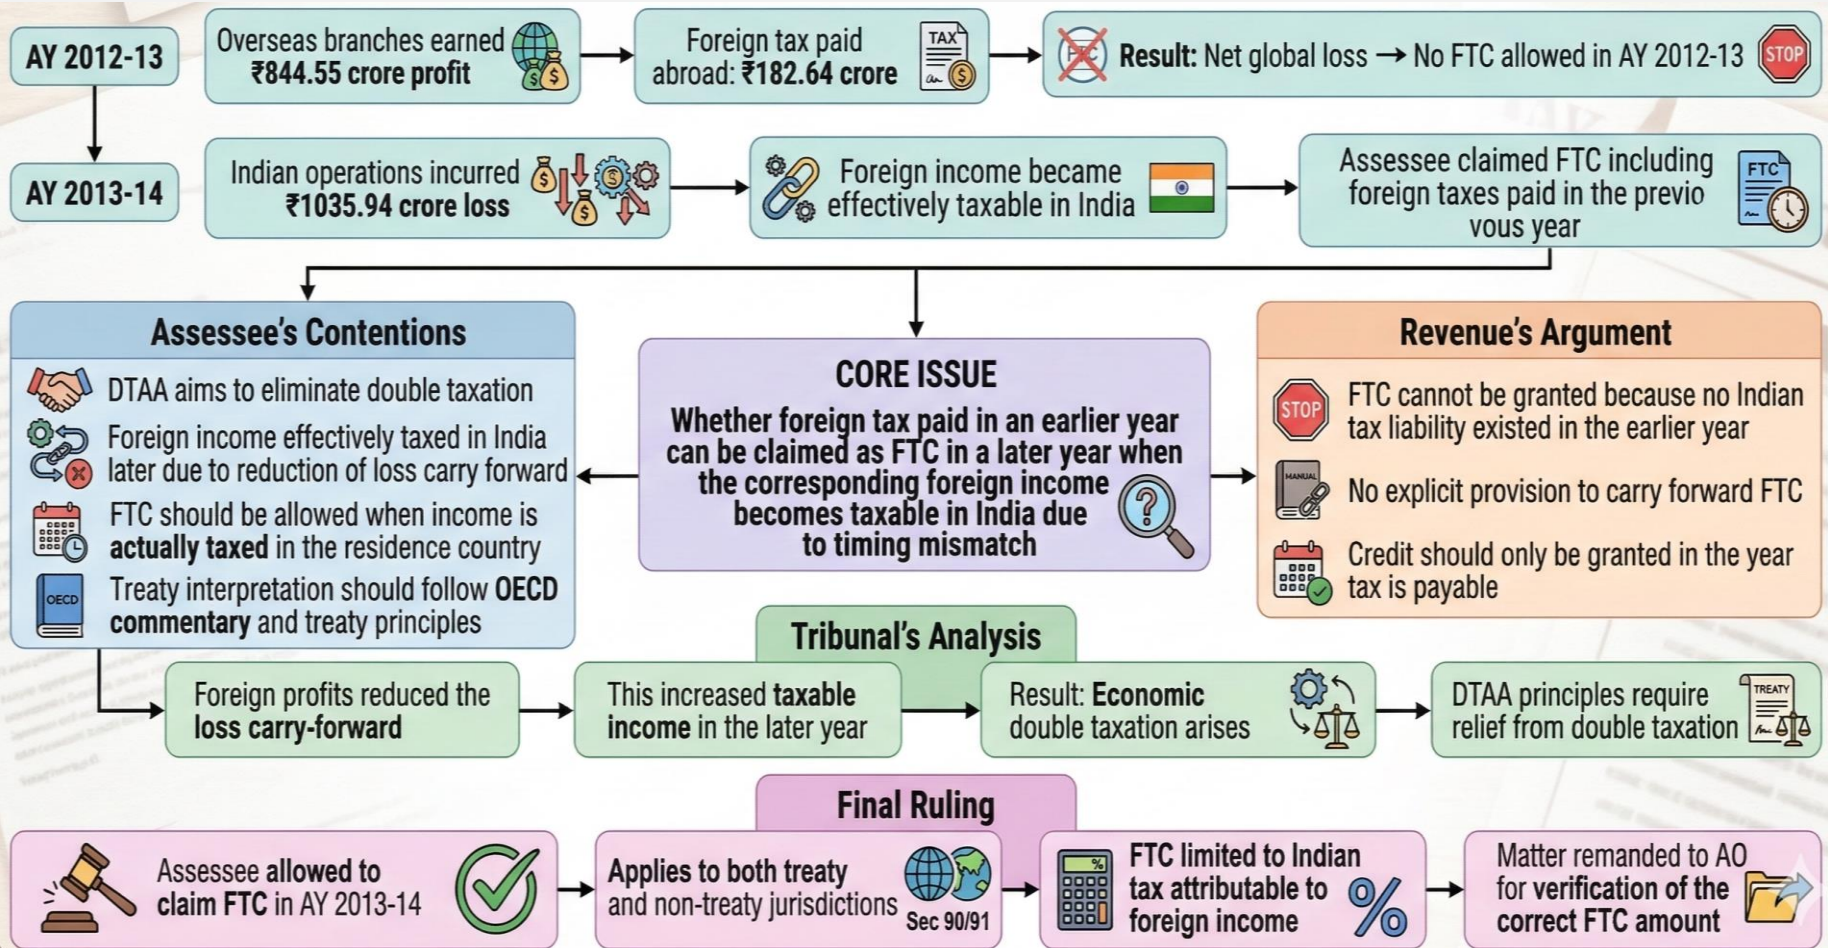 AY 2012-13
Overseas branches earned
₹844.55 crore profit
Foreign tax paid
abroad: ₹182.64 crore
TAX
Result: Net global loss → No FTC allowed in AY 2012-13
STOP
AY 2013-14
Indian operations incurred
₹1035.94 crore loss
Foreign income became
effectively taxable in India
Assessee claimed FTC including
foreign taxes paid in the previo
vous year
FTC
Assessee's Contentions
DTAA aims to eliminate double taxation
Foreign income effectively taxed in India
later due to reduction of loss carry forward
FTC should be allowed when income is
actually taxed in the residence country
OECD
Treaty interpretation should follow OECD
commentary and treaty principles
CORE ISSUE
Whether foreign tax paid in an earlier year
can be claimed as FTC in a later year when
the corresponding foreign income
becomes taxable in India due
to timing mismatch
?
Revenue's Argument
STOP
FTC cannot be granted because no Indian
tax liability existed in the earlier year
MANUAL
No explicit provision to carry forward FTC
Credit should only be granted in the year
tax is payable
Tribunal's Analysis
Foreign profits reduced the
loss carry-forward
This increased taxable
income in the later year
Result: Economic
double taxation arises
DTAA principles require
relief from double taxation
TREATY
Final Ruling
Assessee allowed to
claim FTC in AY 2013-14
Applies to both treaty
and non-treaty jurisdictions
Sec 90/91
FTC limited to Indian
tax attributable to
foreign income
%
Matter remanded to AO
for verification of the
correct FTC amount